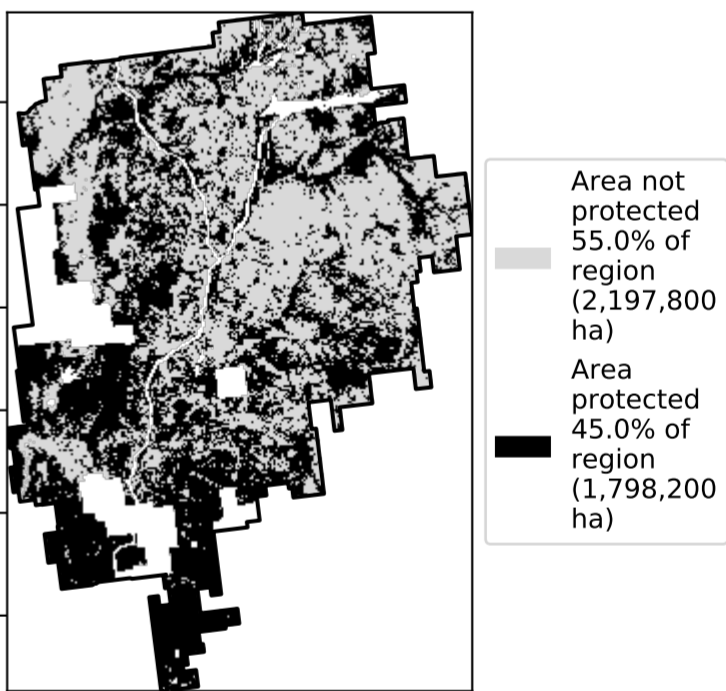 Area not
protected
55.0% of
region
(2,197,800
ha)
Area
protected
45.0% of
region
(1,798,200
ha)